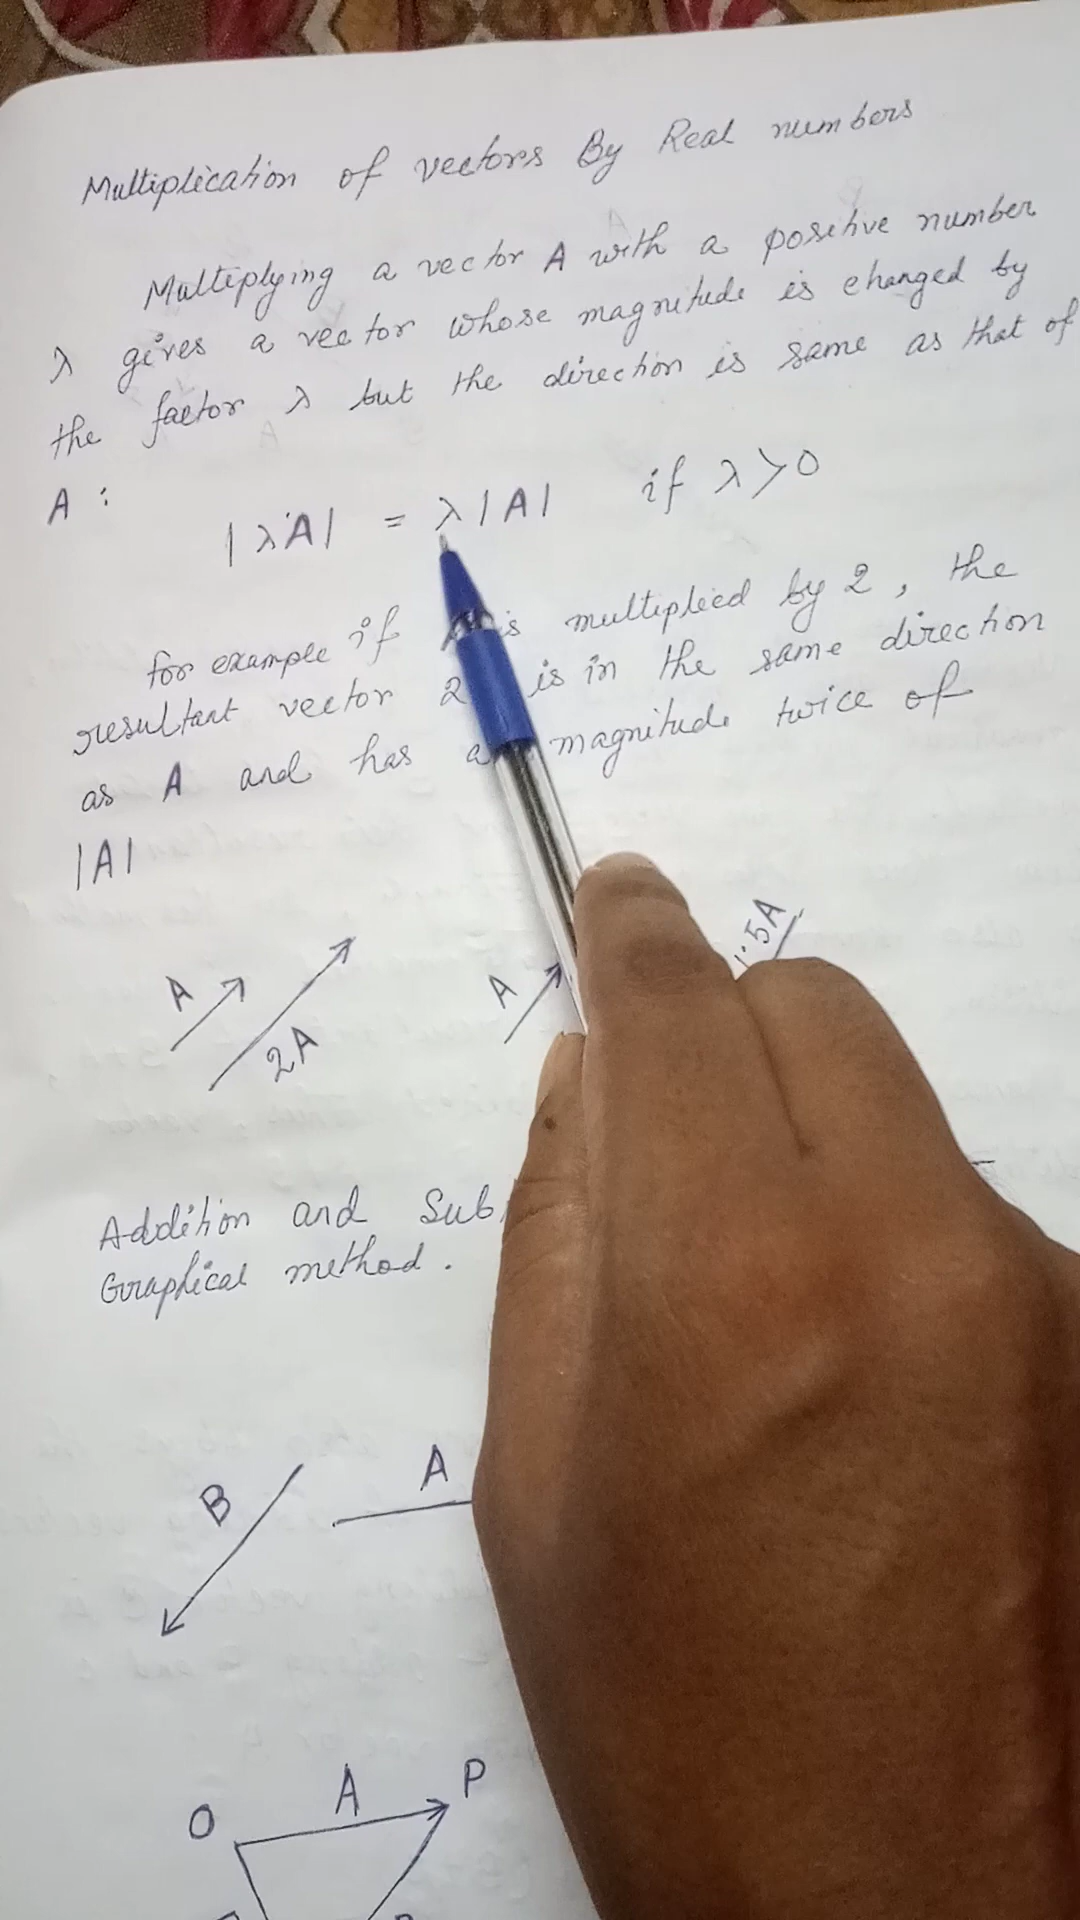 Multiplication of vectors By Real numbers
Multiplying a vector A with a positive number
λ gives a vector whose magnitude is changed by
the factor λ but the direction is same as that of
A :
|λA| = λ|A| if λ>0
for example if is multiplied by 2, the
resultant vector 2 is in the same direction
as A and has a magnitude twice of
|A|
A
2A
A
1.5A
Addition and Sub
Graphical method.
B
A
O
A
P